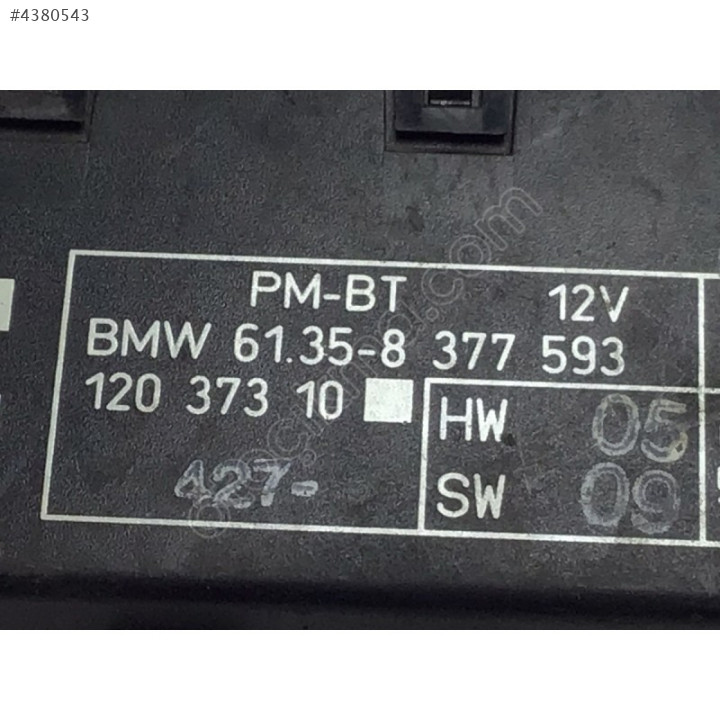 #4380543
PM-BT 12V
BMW 61.35-8 377 593
120 373 10
HW 05
427-
SW 09